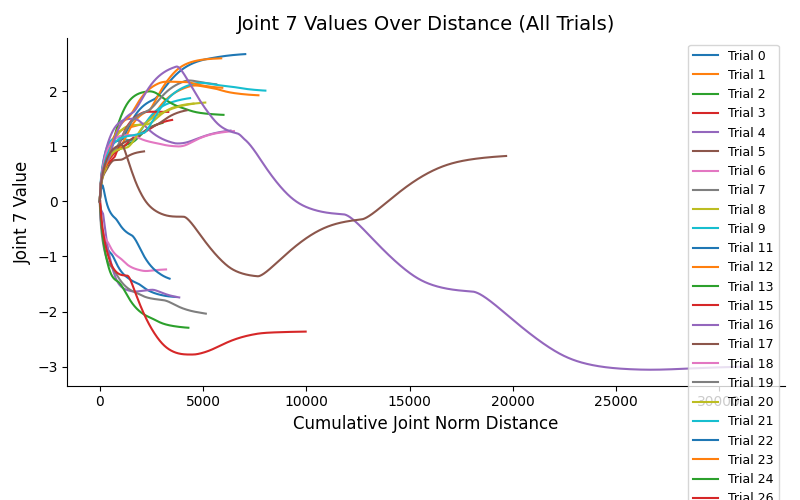 Joint 7 Values Over Distance (All Trials)
Joint 7 Value
2
1
0
−1
−2
−3
0 5000 10000 15000 20000 25000 30000
Cumulative Joint Norm Distance
Trial 0
Trial 1
Trial 2
Trial 3
Trial 4
Trial 5
Trial 6
Trial 7
Trial 8
Trial 9
Trial 11
Trial 12
Trial 13
Trial 15
Trial 16
Trial 17
Trial 18
Trial 19
Trial 20
Trial 21
Trial 22
Trial 23
Trial 24
Trial 26